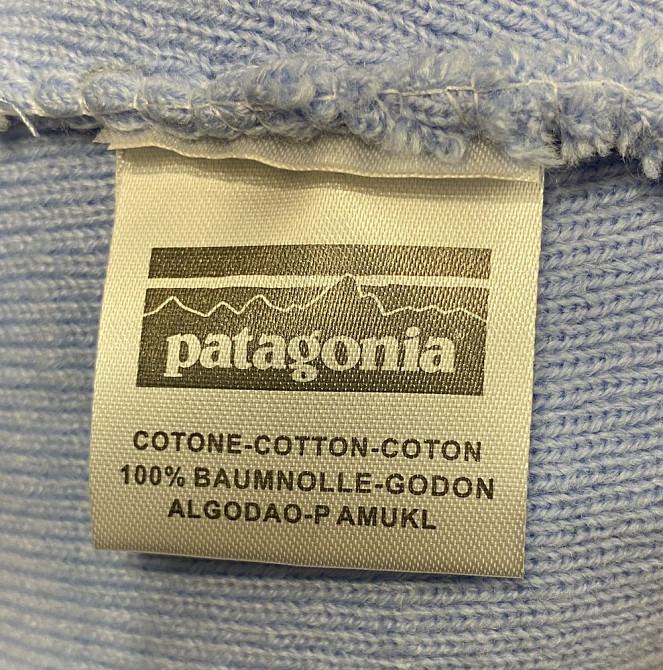 patagonia
COTONE-COTTON-COTON
100% BAUMNOLLE-GODON
ALGODAO-P AMUKL